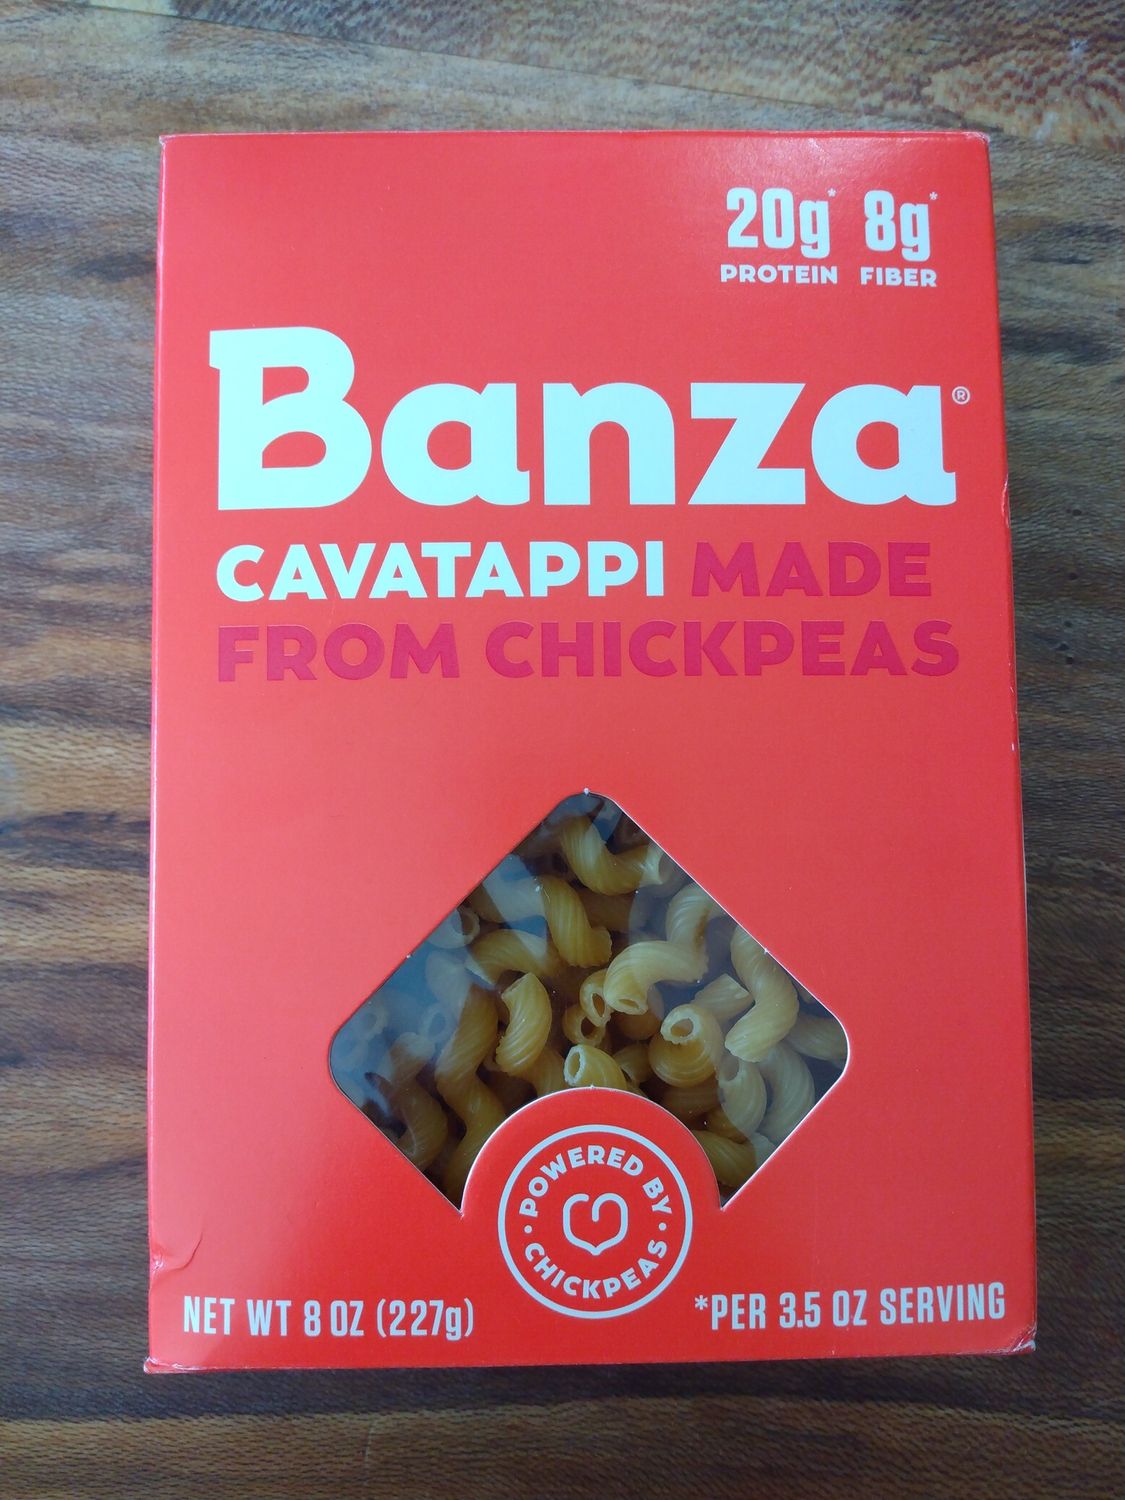 20g* 8g*
PROTEIN FIBER
Banza®
CAVATAPPI MADE
FROM CHICKPEAS
POWERED BY
CHICKPEAS
NET WT 8 OZ (227g)
*PER 3.5 OZ SERVING